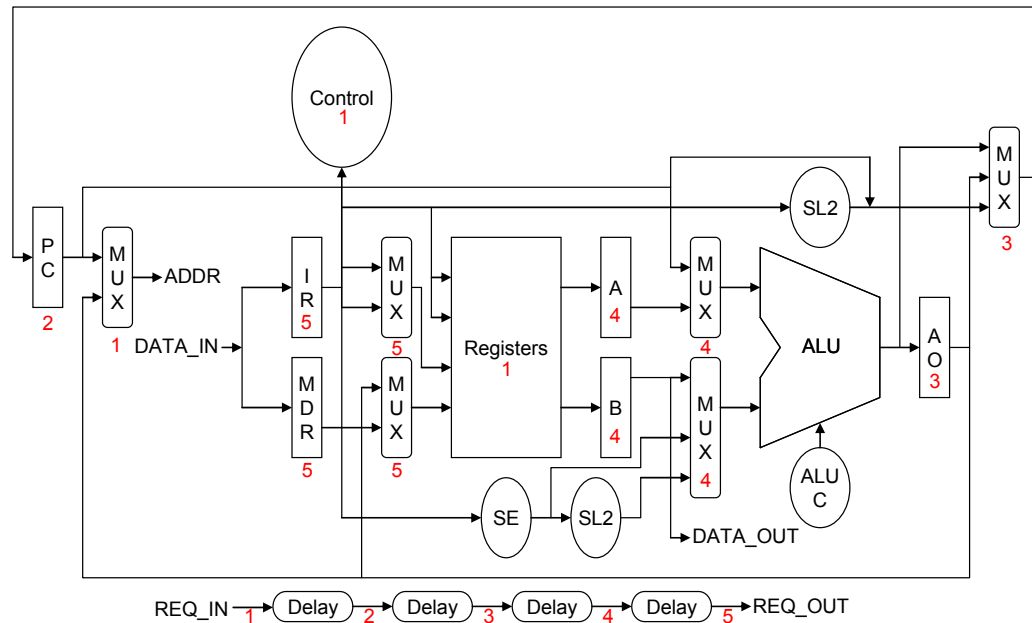 Control
1
M
U
X
3
SL2
P
C
2
M
U
X
1
ADDR
DATA_IN
I
R
5
M
U
X
5
M
D
R
5
M
U
X
5
Registers
1
A
4
B
4
M
U
X
4
M
U
X
4
ALU
A
O
3
ALU
C
SE
SL2
DATA_OUT
REQ_IN 1 Delay 2 Delay 3 Delay 4 Delay 5 REQ_OUT